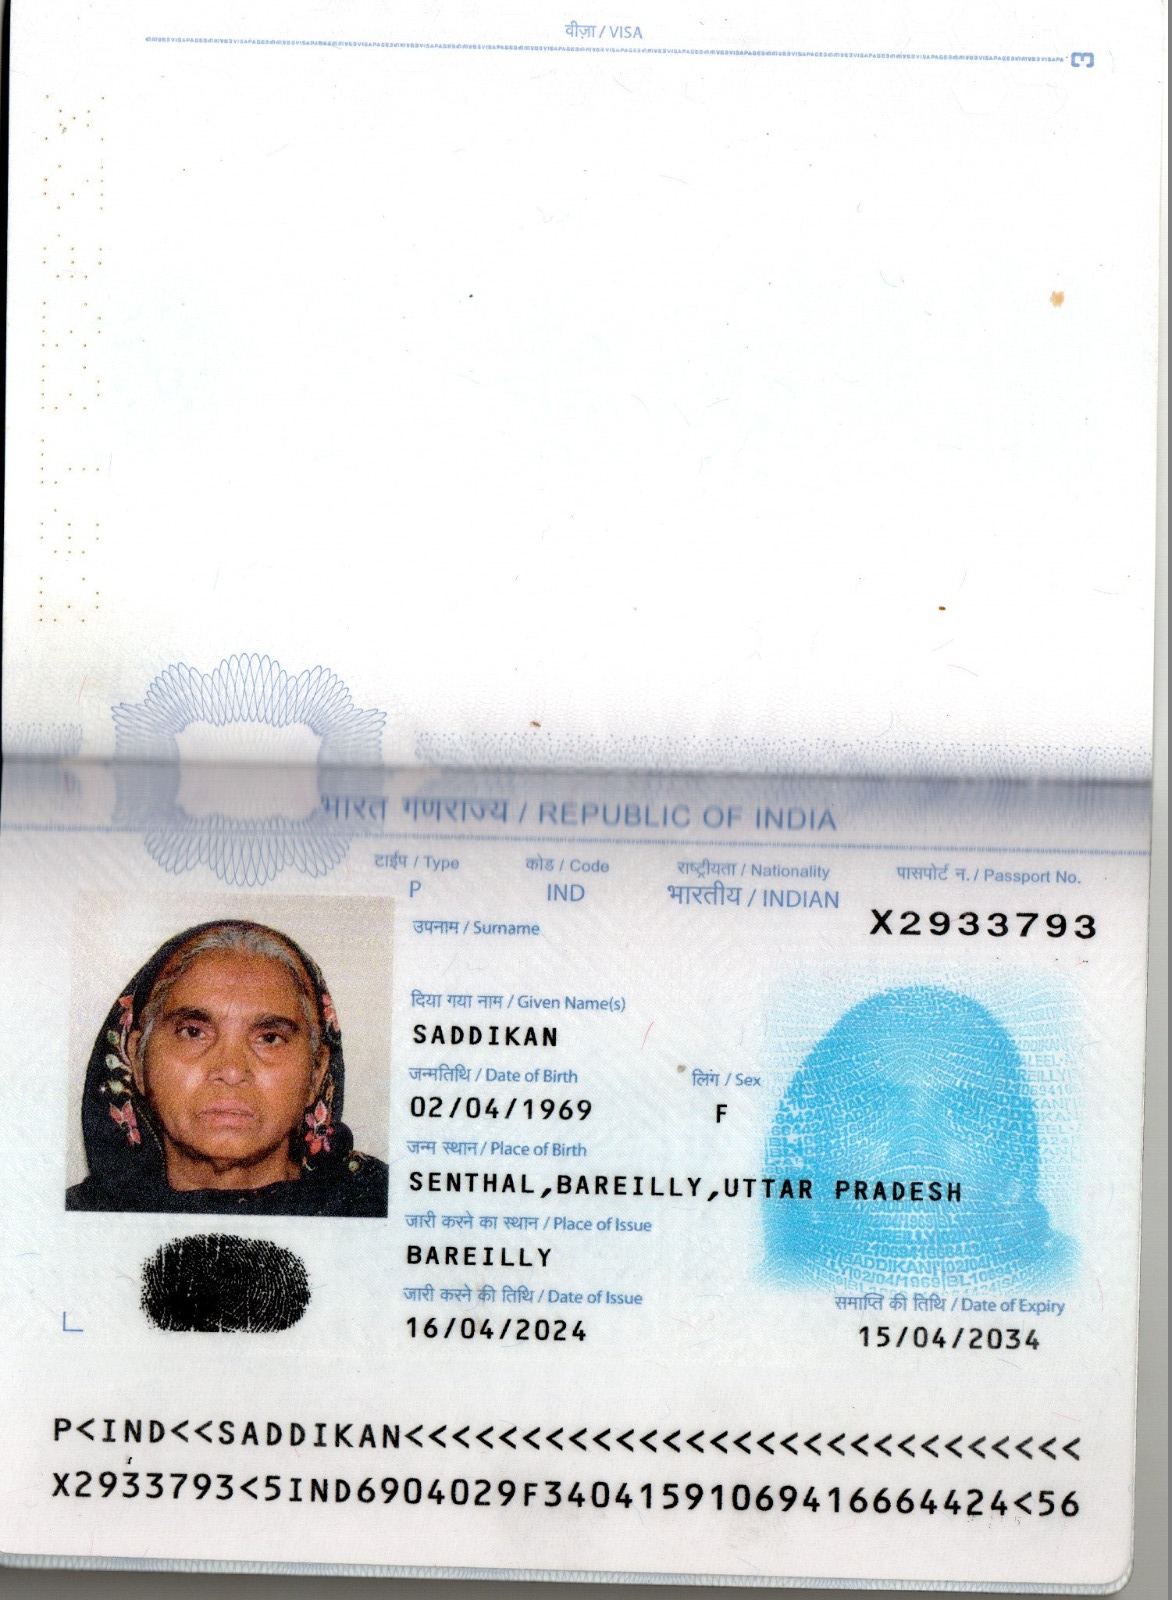 वीज़ा / VISA
3
भारत गणराज्य / REPUBLIC OF INDIA
टाईप / Type कोड / Code राष्ट्रीयता / Nationality पासपोर्ट न. / Passport No.
P IND भारतीय / INDIAN X2933793
उपनाम / Surname
दिया गया नाम / Given Name(s)
SADDIKAN
जन्मतिथि / Date of Birth लिंग / Sex
02/04/1969 F
जन्म स्थान / Place of Birth
SENTHAL,BAREILLY,UTTAR PRADESH
जारी करने का स्थान / Place of Issue
BAREILLY
जारी करने की तिथि / Date of Issue समाप्ति की तिथि / Date of Expiry
16/04/2024 15/04/2034
P<IND<<SADDIKAN<<<<<<<<<<<<<<<<<<<<<<<<<<<<<
X2933793<5IND6904029F34041591069416664424<56